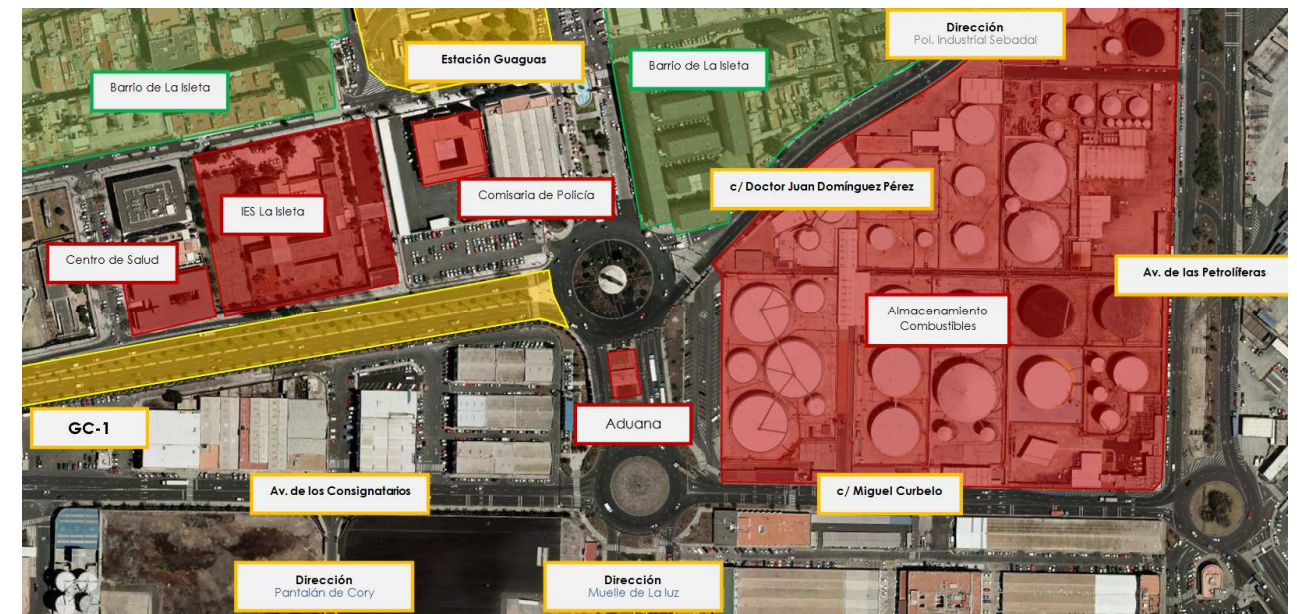 Dirección
Pol. Industrial Sebadal
Estación Guaguas
Barrio de La Isleta
Barrio de La Isleta
c/ Doctor Juan Domínguez Pérez
Comisaria de Policía
IES La Isleta
Centro de Salud
Av. de las Petrolíferas
Almacenamiento
Combustibles
GC-1
Aduana
Av. de los Consignatarios
c/ Miguel Curbelo
Dirección
Pantalán de Cory
Dirección
Muelle de La luz